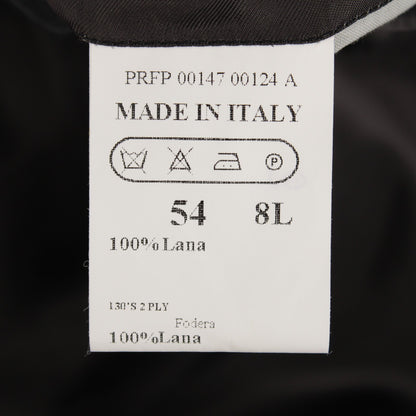 PRFP 00147 00124 A
MADE IN ITALY
P
54 8L
100%Lana
130'S 2 PLY
Fodera
100%Lana